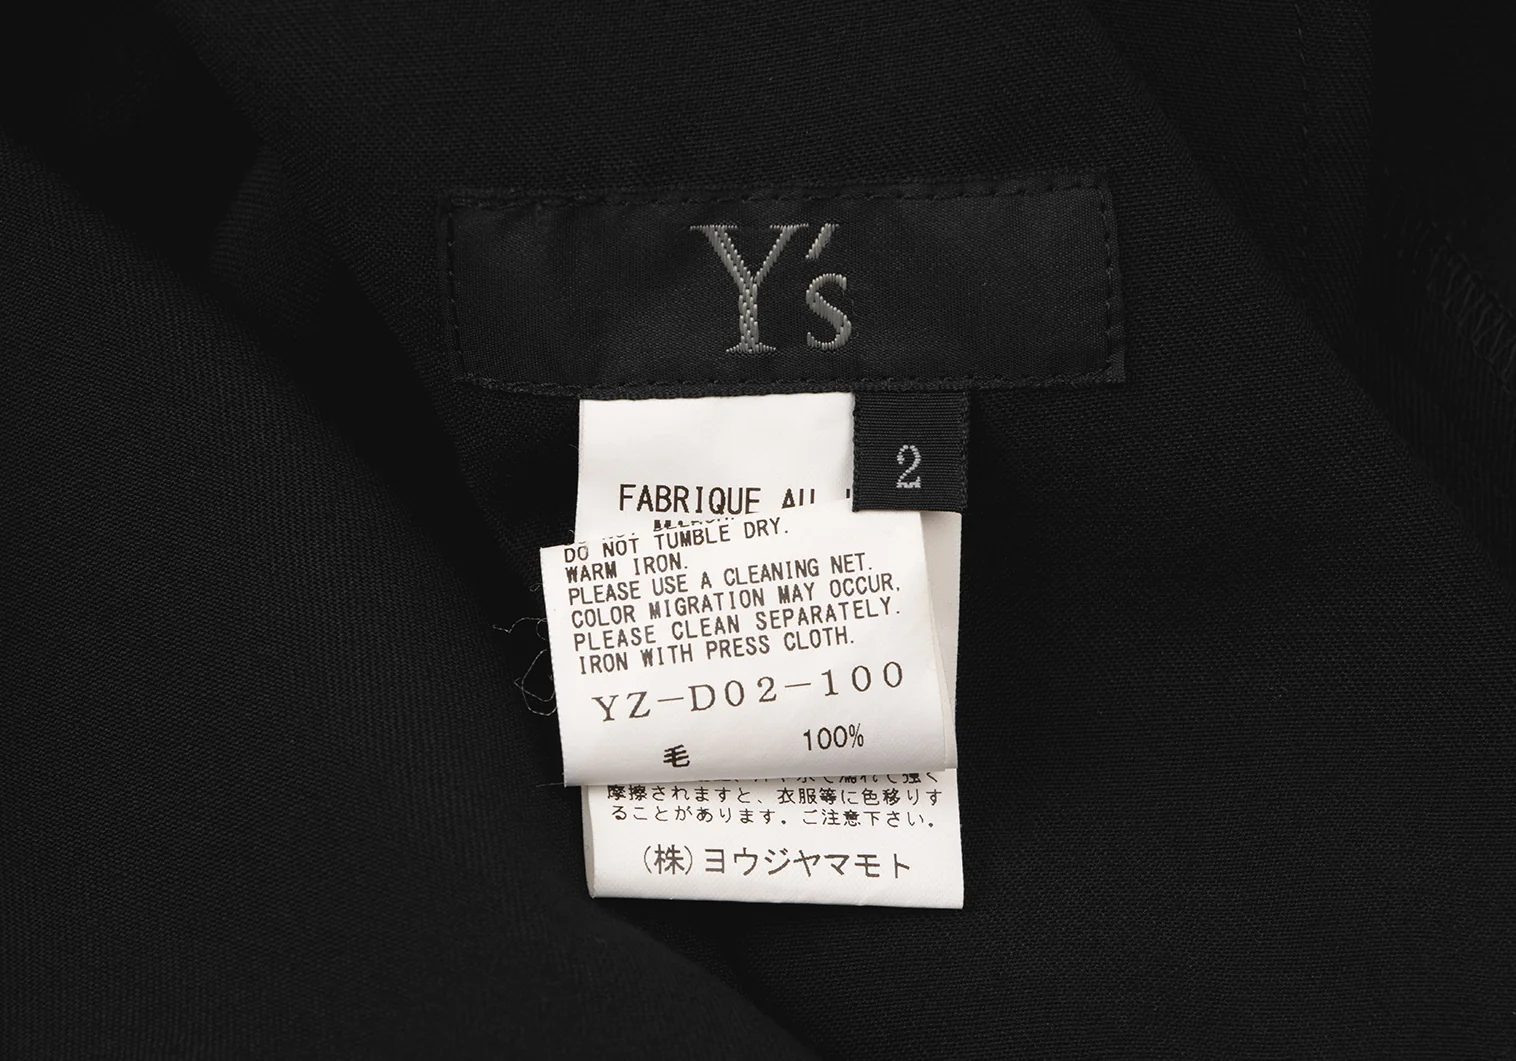 Y's
2
FABRIQUE AU
DO NOT TUMBLE DRY.
WARM IRON.
PLEASE USE A CLEANING NET.
COLOR MIGRATION MAY OCCUR,
PLEASE CLEAN SEPARATELY.
IRON WITH PRESS CLOTH.
YZ-D02-100
毛 100%
摩擦されますと、衣服等に色移りす
ることがあります。ご注意下さい。
(株)ヨウジヤマモト